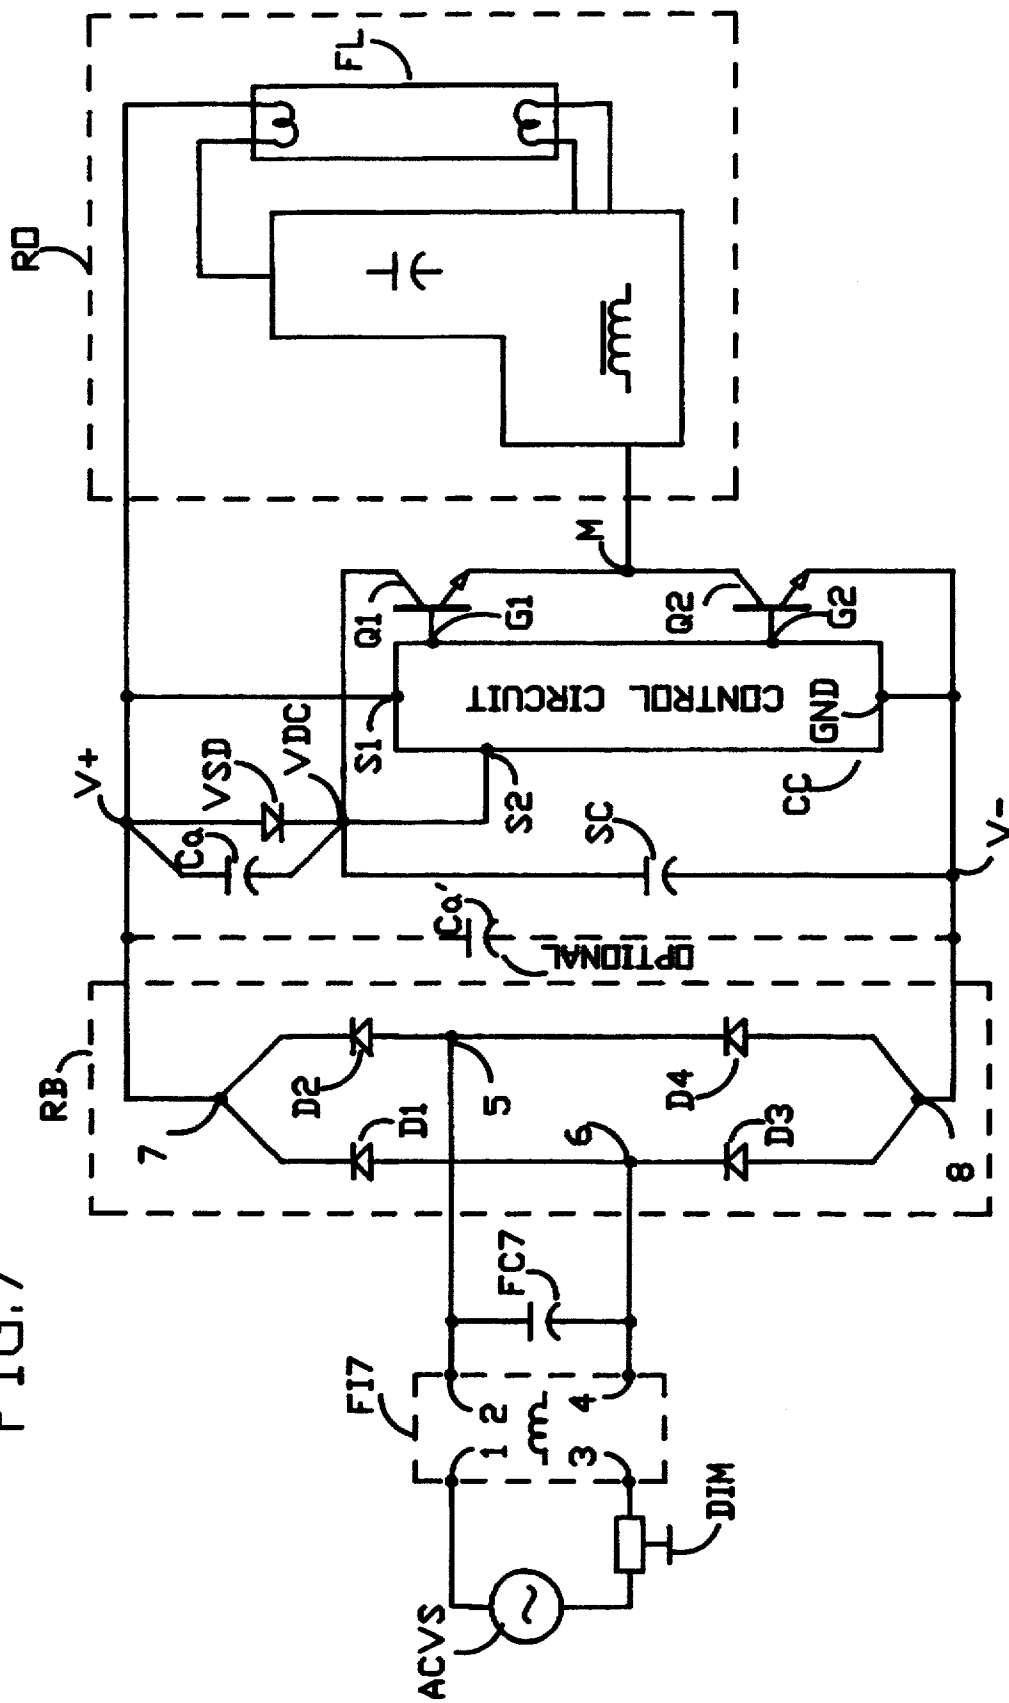 FIG.7
ACVS
DIM
FI7
1
2
3
4
FC7
RB
7
D2
D1
5
6
D4
D3
8
OPTIONAL
Ca'
V+
Ca
VSD
VDC
SC
V-
S1
S2
CONTROL CIRCUIT
GND
CC
Q1
G1
Q2
G2
M
RO
FL